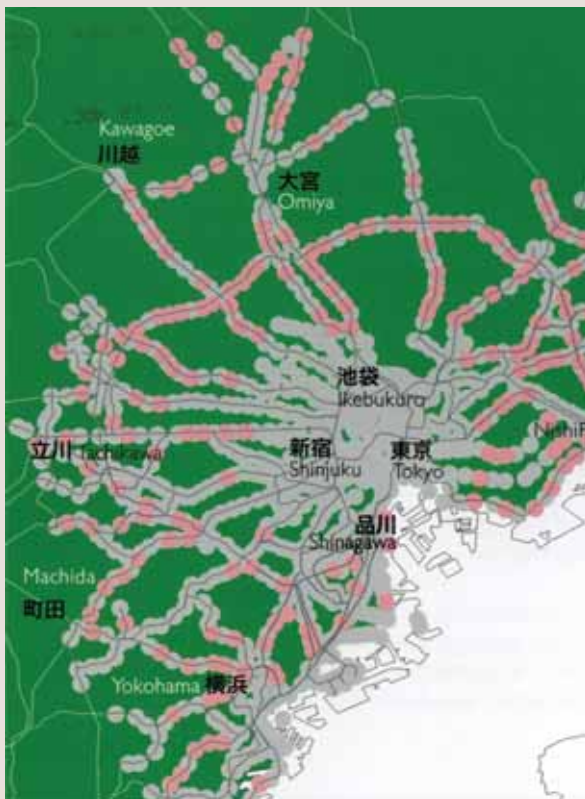 Kawagoe
川越
大宮
Omiya
池袋
Ikebukuro
立川 Tachikawa
新宿
Shinjuku
東京
Tokyo
品川
Shinagawa
Machida
町田
Yokohama 横浜